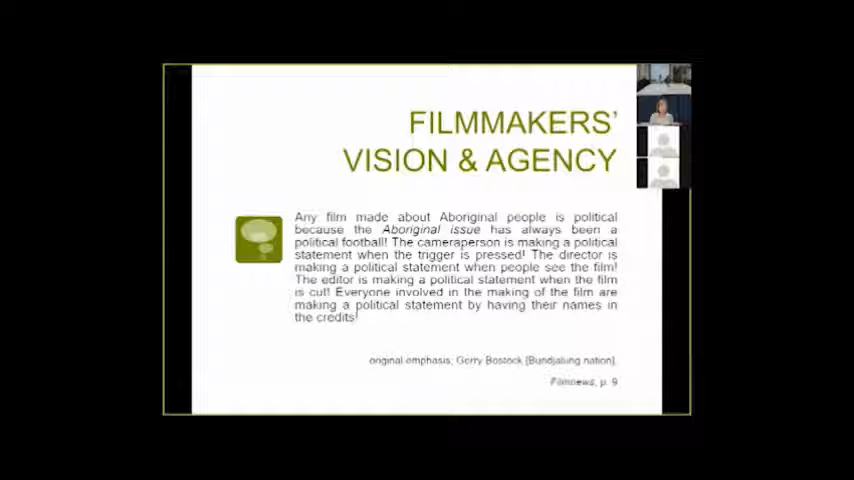 FILMMAKERS'
VISION & AGENCY
Any film made about Aboriginal people is political
because the Aboriginal issue has always been a
political football! The cameraperson is making a political
statement when the trigger is pressed! The director is
making a political statement when people see the film!
The editor is making a political statement when the film
is cut! Everyone involved in the making of the film are
making a political statement by having their names in
the credits!
original emphasis; Gerry Bostock [Bundjalung nation],
Filmnews, p. 9